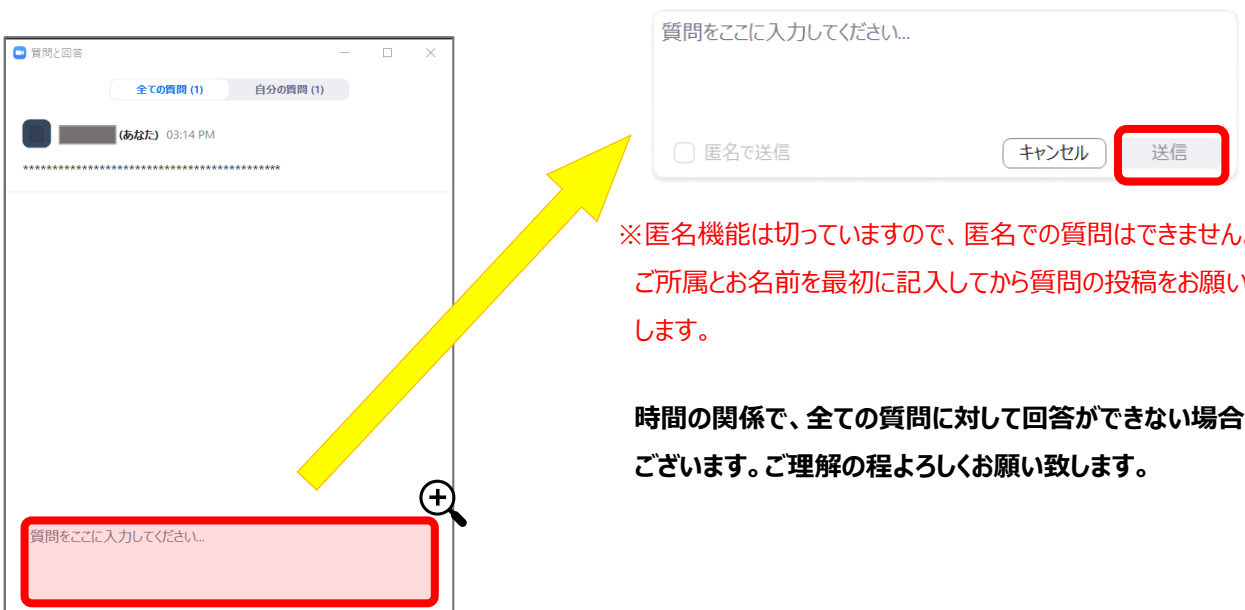 質問と回答
全ての質問 (1)
自分の質問 (1)
(あなた) 03:14 PM
********************************************
質問をここに入力してください...
質問をここに入力してください...
匿名で送信
キャンセル
送信
※匿名機能は切っていますので、匿名での質問はできません。
ご所属とお名前を最初に記入してから質問の投稿をお願い
します。
時間の関係で、全ての質問に対して回答ができない場合
ございます。ご理解の程よろしくお願い致します。